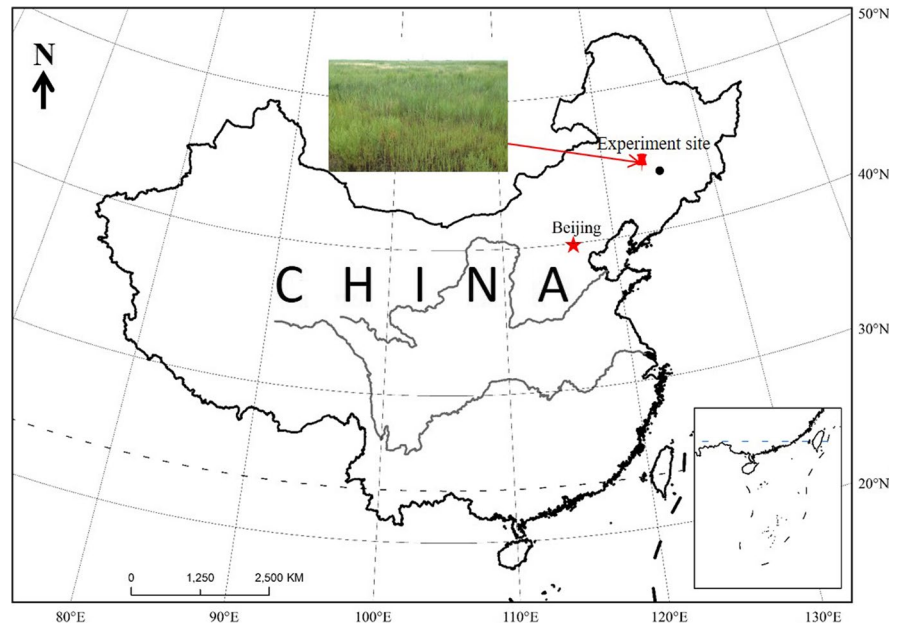 50°N
N
Experiment site
40°N
Beijing
C H I N A
30°N
20°N
0 1,250 2,500 KM
80°E 90°E 100°E 110°E 120°E 130°E